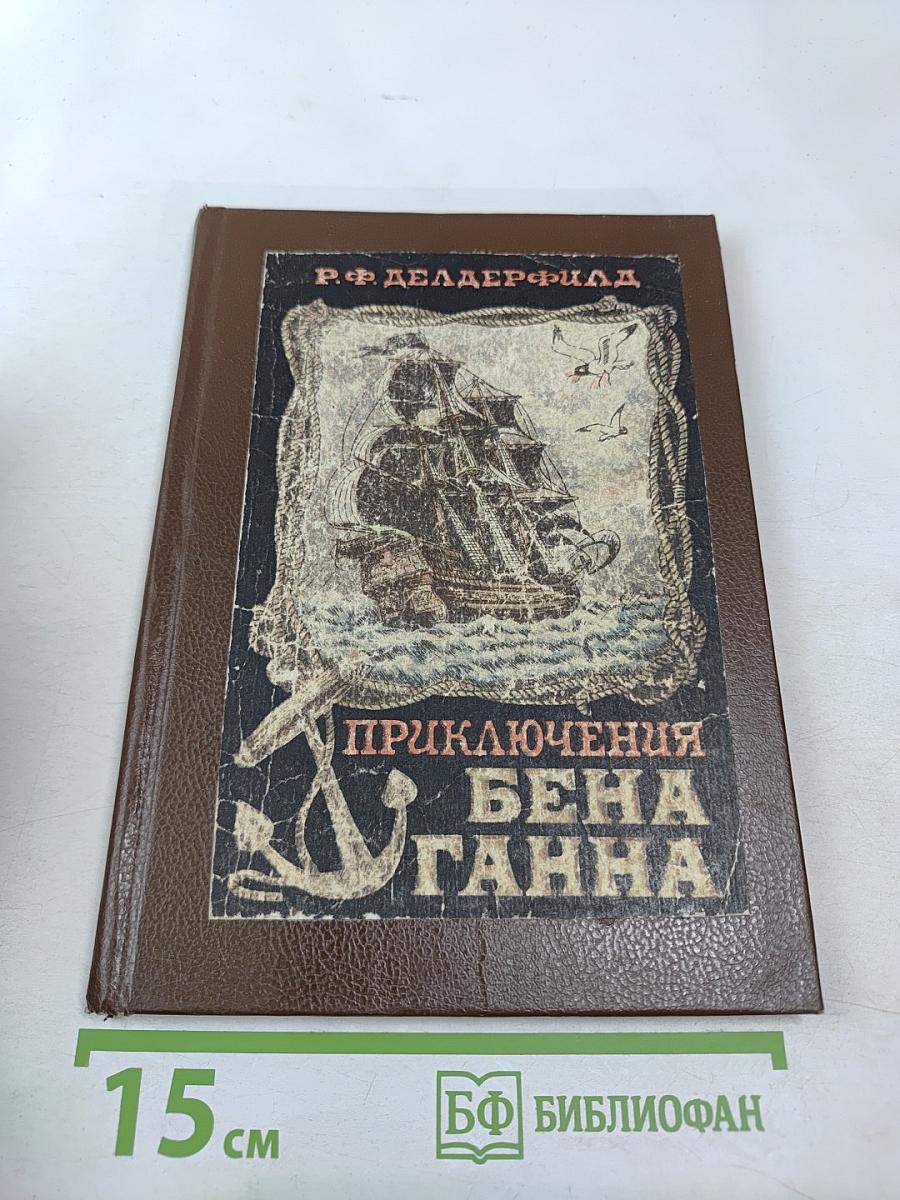 Р.Ф. ДЕЛДЕРФИЛД
ПРИКЛЮЧЕНИЯ
БЕНА
ГАННА
15 см
БФ БИБЛИОФАН